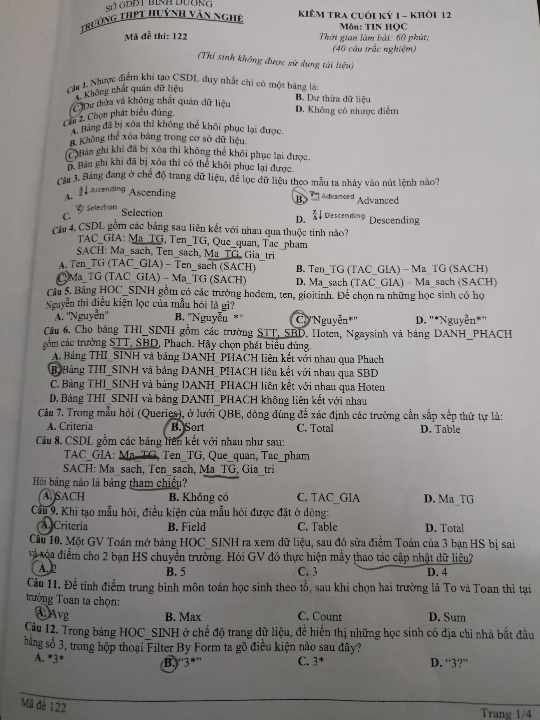 SỞ GDĐT BÌNH DƯƠNG
TRƯỜNG THPT HUỲNH VĂN NGHỆ
Mã đề thi: 122
KIỂM TRA CUỐI KỲ I – KHỐI 12
Môn: TIN HỌC
Thời gian làm bài: 60 phút;
(40 câu trắc nghiệm)
(Thí sinh không được sử dụng tài liệu)
Câu 1. Nhược điểm khi tạo CSDL duy nhất chỉ có một bảng là:
A. Không nhất quán dữ liệu B. Dư thừa dữ liệu
C. Dư thừa và không nhất quán dữ liệu D. Không có nhược điểm
Câu 2. Chọn phát biểu đúng.
A. Bảng đã bị xóa thì không thể khôi phục lại được.
B. Không thể xóa bảng trong cơ sở dữ liệu.
C. Bản ghi khi đã bị xóa thì không thể khôi phục lại được.
D. Bản ghi khi đã bị xóa thì có thể khôi phục lại được.
Câu 3. Bảng đang ở chế độ trang dữ liệu, để lọc dữ liệu theo mẫu ta nháy vào nút lệnh nào?
A. Ascending Ascending B. Advanced Advanced
C. Selection Selection D. Descending Descending
Câu 4. CSDL gồm các bảng sau liên kết với nhau qua thuộc tính nào?
TAC_GIA: Ma_TG, Ten_TG, Que_quan, Tac_pham
SACH: Ma_sach, Ten_sach, Ma_TG, Gia_tri
A. Ten_TG (TAC_GIA) – Ten_sach (SACH) B. Ten_TG (TAC_GIA) – Ma_TG (SACH)
C. Ma_TG (TAC_GIA) – Ma_TG (SACH) D. Ma_sach (TAC_GIA) – Ma_sach (SACH)
Câu 5. Bảng HOC_SINH gồm có các trường hodem, ten, gioitinh. Để chọn ra những học sinh có họ
Nguyễn thì điều kiện lọc của mẫu hỏi là gì?
A. "Nguyễn" B. "Nguyễn *" C. "Nguyễn*" D. "*Nguyễn*"
Câu 6. Cho bảng THI_SINH gồm các trường STT, SBD, Hoten, Ngaysinh và bảng DANH_PHACH
gồm các trường STT, SBD, Phach. Hãy chọn phát biểu đúng.
A. Bảng THI_SINH và bảng DANH_PHACH liên kết với nhau qua Phach
B. Bảng THI_SINH và bảng DANH_PHACH liên kết với nhau qua SBD
C. Bảng THI_SINH và bảng DANH_PHACH liên kết với nhau qua Hoten
D. Bảng THI_SINH và bảng DANH_PHACH không liên kết với nhau
Câu 7. Trong mẫu hỏi (Queries), ở lưới QBE, dòng dùng để xác định các trường cần sắp xếp thứ tự là:
A. Criteria B. Sort C. Total D. Table
Câu 8. CSDL gồm các bảng liên kết với nhau như sau:
TAC_GIA: Ma_TG, Ten_TG, Que_quan, Tac_pham
SACH: Ma_sach, Ten_sach, Ma_TG, Gia_tri
Hỏi bảng nào là bảng tham chiếu?
A. SACH B. Không có C. TAC_GIA D. Ma_TG
Câu 9. Khi tạo mẫu hỏi, điều kiện của mẫu hỏi được đặt ở dòng:
A. Criteria B. Field C. Table D. Total
Câu 10. Một GV Toán mở bảng HOC_SINH ra xem dữ liệu, sau đó sửa điểm Toán của 3 bạn HS bị sai
và xóa điểm cho 2 bạn HS chuyển trường. Hỏi GV đó thực hiện mấy thao tác cập nhật dữ liệu?
A. 2 B. 5 C. 3 D. 4
Câu 11. Để tính điểm trung bình môn toán học sinh theo tổ, sau khi chọn hai trường là To và Toan thì tại
trường Toan ta chọn:
A. Avg B. Max C. Count D. Sum
Câu 12. Trong bảng HOC_SINH ở chế độ trang dữ liệu, để hiển thị những học sinh có địa chỉ nhà bắt đầu
bằng số 3, trong hộp thoại Filter By Form ta gõ điều kiện nào sau đây?
A. *3* B. "3*" C. 3* D. "3?"
Mã đề 122
Trang 1/4